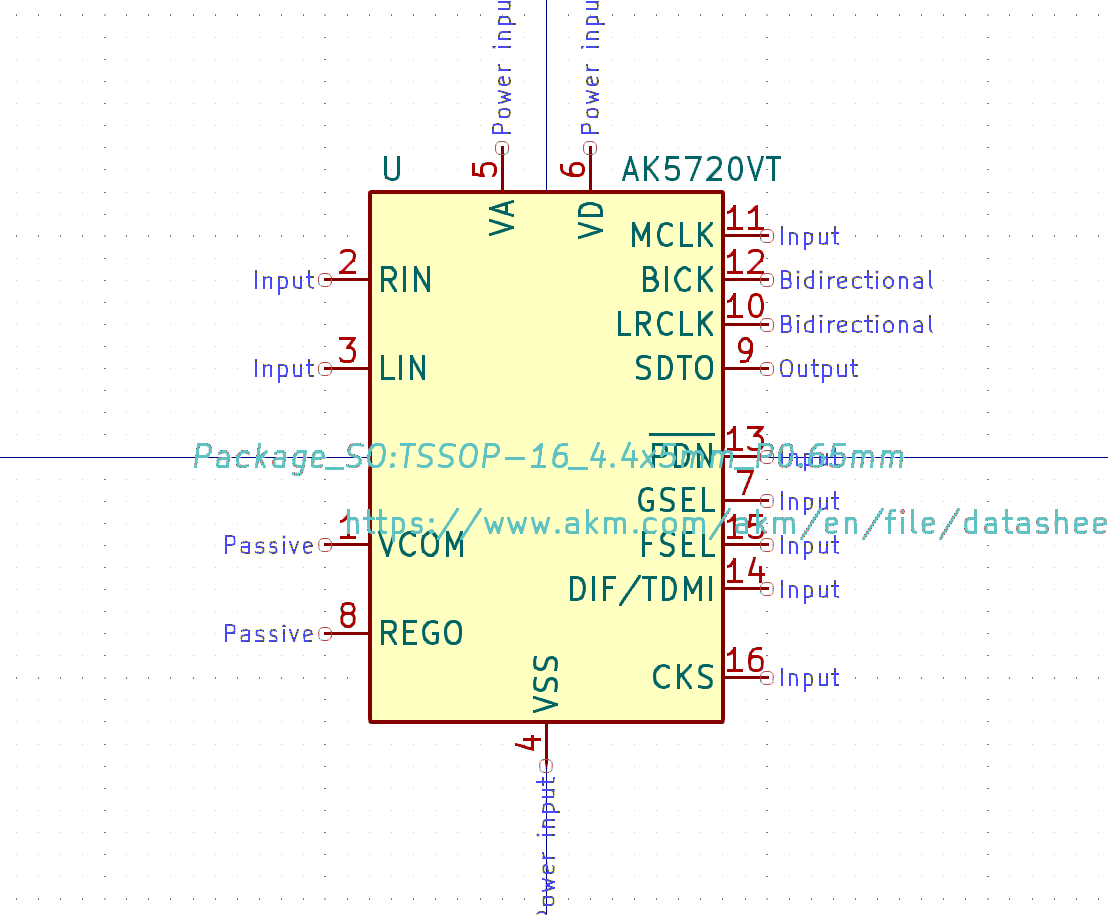 Power inpu
Power inpu
5
6
U
AK5720VT
VA
VD
MCLK
11
Input
Input
2
RIN
BICK
12
Bidirectional
LRCLK
10
Bidirectional
Input
3
LIN
SDTO
9
Output
PDN
13
Input
Package_SO:TSSOP-16_4.4x5mm_P0.65mm
GSEL
7
Input
https://www.akm.com/akm/en/file/datashee
Passive
1
VCOM
FSEL
15
Input
DIF/TDMI
14
Input
Passive
8
REGO
CKS
16
Input
VSS
4
Power input